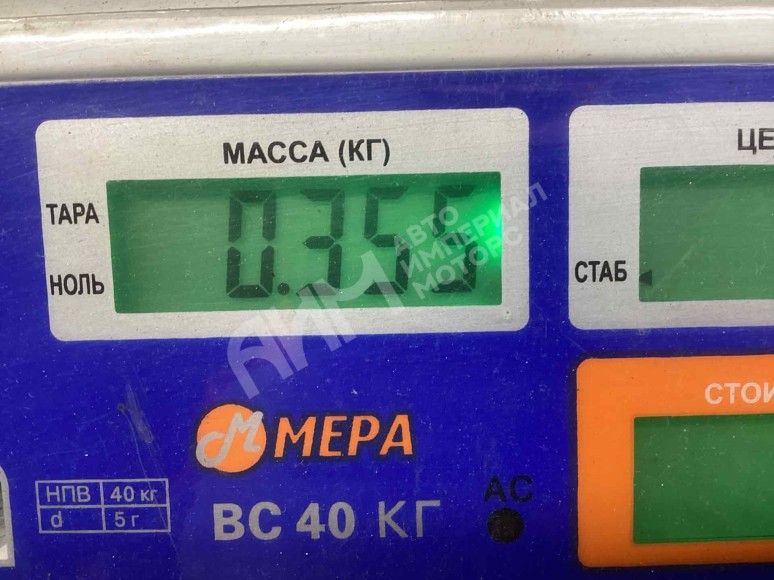 МАССА (КГ)
ТАРА
НОЛЬ
0.355
ЦЕ
СТАБ
АИМ
АВТО
ИМПЕРИАЛ
МОТОРС
СТОИ
М МЕРА
НПВ 40 кг
d 5 г
ВС 40 КГ
AC